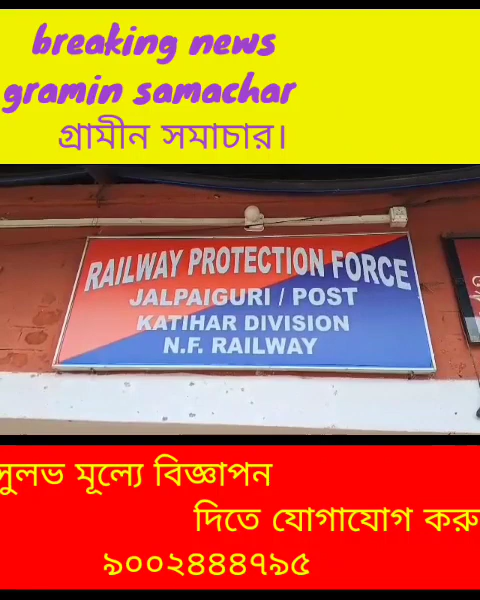 breaking news
gramin samachar
গ্রামীন সমাচার।
RAILWAY PROTECTION FORCE
JALPAIGURI / POST
KATIHAR DIVISION
N.F. RAILWAY
সুলভ মূল্যে বিজ্ঞাপন
দিতে যোগাযোগ করু
৯০০২৪৪৪৭৯৫